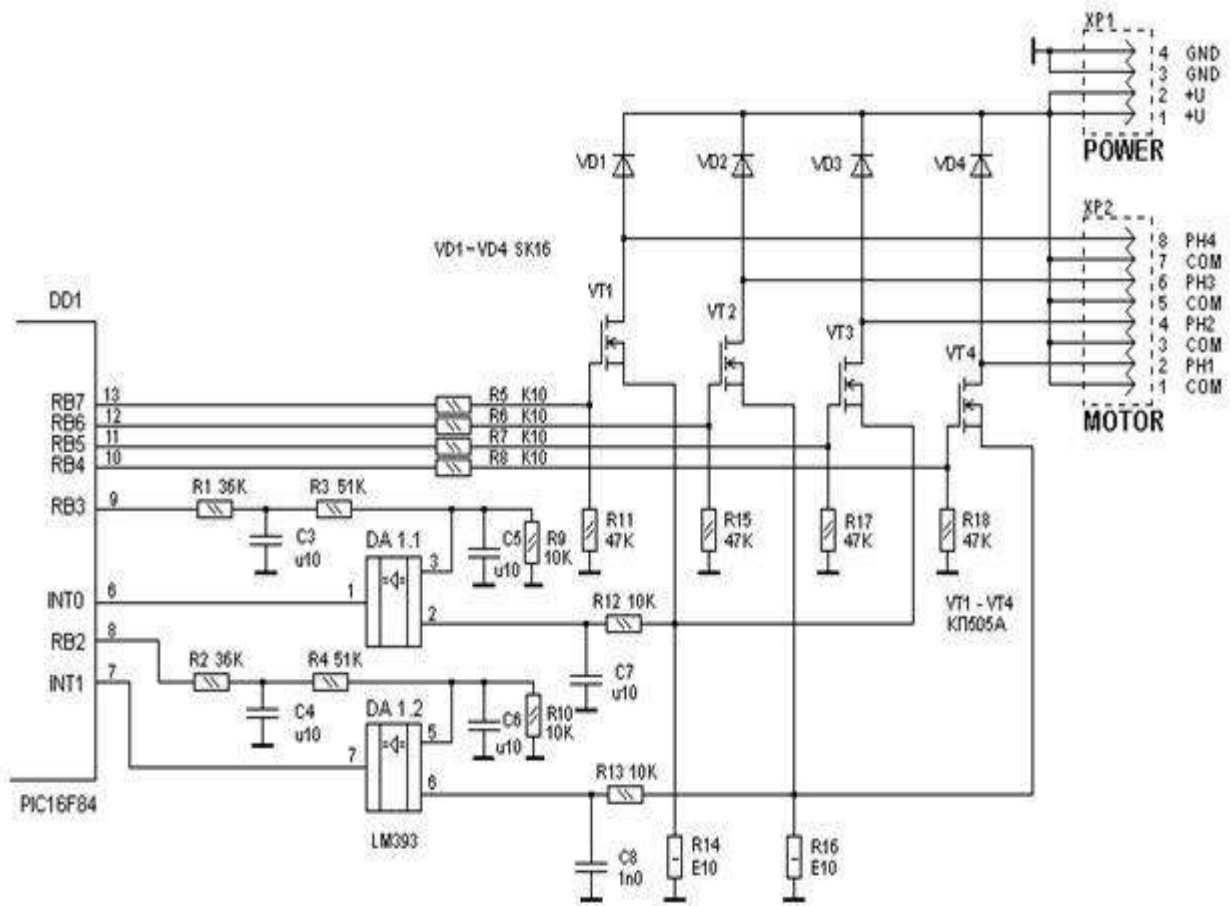 XP1
4 GND
3 GND
2 +U
1 +U
POWER
VD1
VD2
VD3
VD4
XP2
8 PH4
7 COM
6 PH3
5 COM
4 PH2
3 COM
2 PH1
1 COM
MOTOR
VD1-VD4 SK16
VT1
VT2
VT3
VT4
DD1
RB7 13
RB6 12
RB5 11
RB4 10
R5 K10
R6 K10
R7 K10
R8 K10
RB3 9
R1 36K
R3 51K
C3
u10
DA 1.1
3
C5
u10
R9
10K
R11
47K
R15
47K
R17
47K
R18
47K
INT0 6
1
2
R12 10K
VT1 - VT4
КП505А
RB2 8
INT1 7
R2 36K
R4 51K
C7
u10
C4
u10
DA 1.2
5
C6
u10
R10
10K
7
6
R13 10K
PIC16F84
LM393
C8
1n0
R14
E10
R16
E10